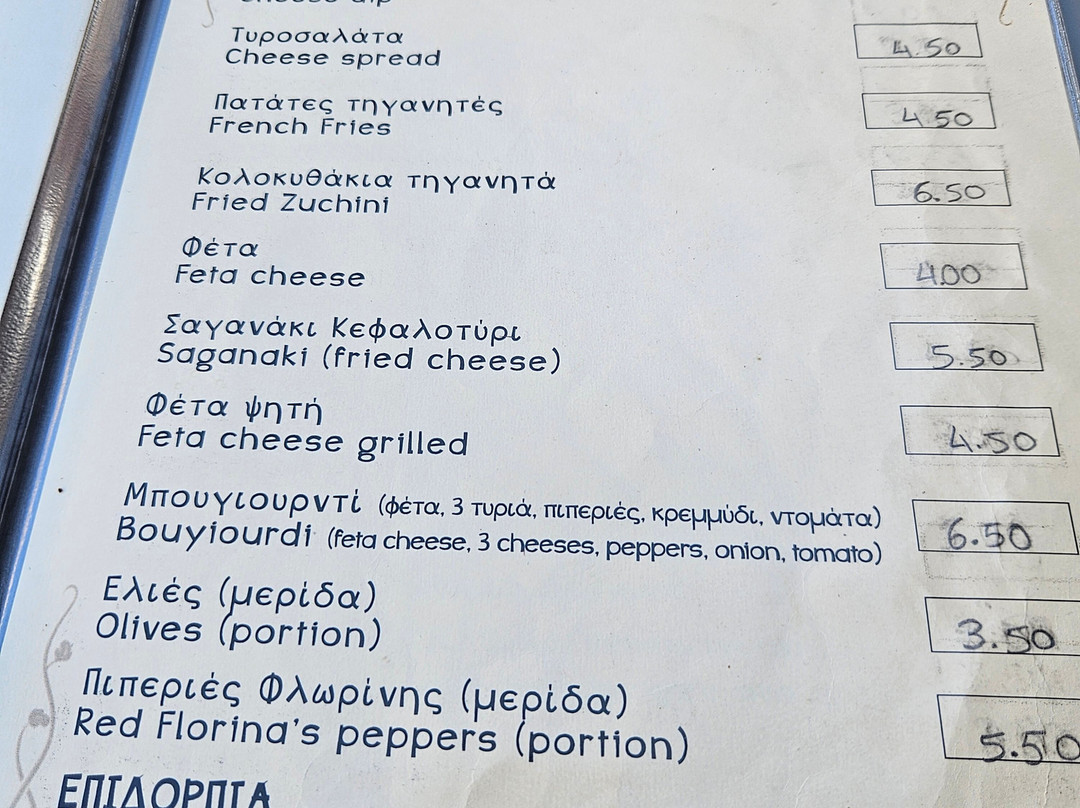 Cheese dip
Τυροσαλάτα
Cheese spread
4.50
Πατάτες τηγανητές
French Fries
4.50
Κολοκυθάκια τηγανητά
Fried Zuchini
6.50
Φέτα
Feta cheese
4.00
Σαγανάκι Κεφαλοτύρι
Saganaki (fried cheese)
5.50
Φέτα ψητή
Feta cheese grilled
4.50
Μπουγιουρντί (φέτα, 3 τυριά, πιπεριές, κρεμμύδι, ντομάτα)
Bouyiourdi (feta cheese, 3 cheeses, peppers, onion, tomato)
6.50
Ελιές (μερίδα)
Olives (portion)
3.50
Πιπεριές Φλωρίνης (μερίδα)
Red Florina's peppers (portion)
5.50
ΕΠΙΔΟΡΠΙΑ